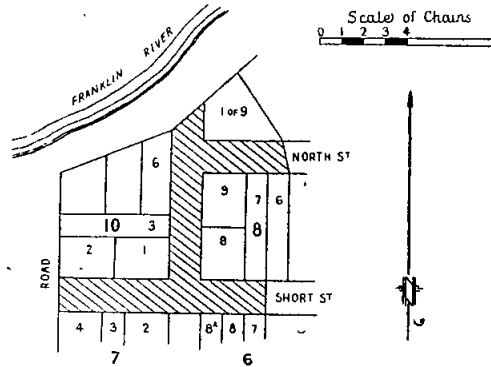 Scale of Chains
0 1 2 3 4
FRANKLIN RIVER
1 OF 9
NORTH ST
6
9
7
6
10
3
8
8
2
1
ROAD
SHORT ST
4
3
2
8A
8
7
7
6